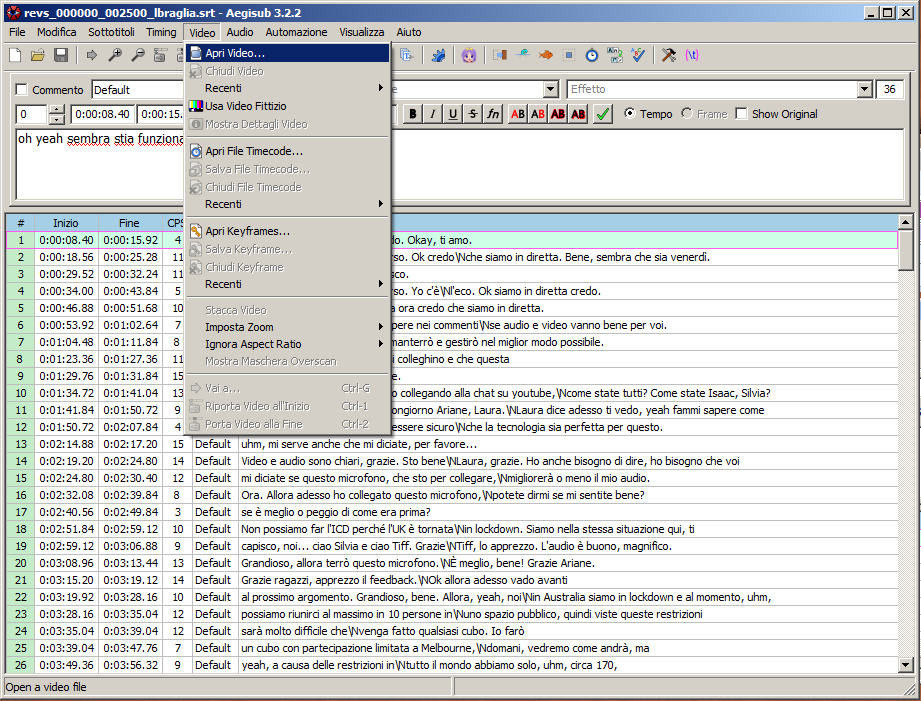 revs_000000_002500_lbraglia.srt - Aegisub 3.2.2
File Modifica Sottotitoli Timing Video Audio Automazione Visualizza Aiuto
Apri Video...
Chiudi Video
Recenti
Usa Video Fittizio
Mostra Dettagli Video
Apri File Timecode...
Salva File Timecode...
Chiudi File Timecode
Recenti
Apri Keyframes...
Salva Keyframe...
Chiudi Keyframe
Recenti
Stacca Video
Imposta Zoom
Ignora Aspect Ratio
Mostra Maschera Overscan
Vai a... Ctrl-G
Riporta Video all'Inizio Ctrl-1
Porta Video alla Fine Ctrl-2
Commento Default Effetto 36
0 0:00:08.40 0:00:15. B I U S fn AB AB AB AB Tempo Frame Show Original
oh yeah sembra stia funziona
# Inizio Fine CPS
1 0:00:08.40 0:00:15.92 4 do. Okay, ti amo.
2 0:00:18.56 0:00:25.28 11 rso. Ok credo\Nche siamo in diretta. Bene, sembra che sia venerdì.
3 0:00:29.52 0:00:32.24 11 sco.
4 0:00:34.00 0:00:43.84 5 rso. Yo c'è\Nl'eco. Ok siamo in diretta credo.
5 0:00:46.88 0:00:51.68 10 a ora credo che siamo in diretta.
6 0:00:53.92 0:01:02.64 7 pere nei commenti\Nse audio e video vanno bene per voi.
7 0:01:04.48 0:01:11.84 8 manterrò e gestirò nel miglior modo possibile.
8 0:01:23.36 0:01:27.36 11 i colleghino e che questa
9 0:01:29.76 0:01:31.84 15 e.
10 0:01:34.72 0:01:41.04 13 o collegando alla chat su youtube,\NCome state tutti? Come state Isaac, Silvia?
11 0:01:41.84 0:01:50.72 9 ongiorno Ariane, Laura.\NLaura dice adesso ti vedo, yeah fammi sapere come
12 0:01:50.72 0:02:07.84 4 essere sicuro\Nche la tecnologia sia perfetta per questo.
13 0:02:14.88 0:02:17.20 15 Default uhm, mi serve anche che mi diciate, per favore...
14 0:02:19.20 0:02:24.80 14 Default Video e audio sono chiari, grazie. Sto bene\NLaura, grazie. Ho anche bisogno di dire, ho bisogno che voi
15 0:02:24.80 0:02:30.40 12 Default mi diciate se questo microfono, che sto per collegare,\Nmigliorerà o meno il mio audio.
16 0:02:32.08 0:02:39.84 8 Default Ora. Allora adesso ho collegato questo microfono,\Npotete dirmi se mi sentite bene?
17 0:02:40.56 0:02:49.84 3 Default se è meglio o peggio di come era prima?
18 0:02:51.84 0:02:59.12 10 Default Non possiamo far l'ICD perché l'UK è tornata\Nin lockdown. Siamo nella stessa situazione qui, ti
19 0:02:59.12 0:03:06.88 9 Default capisco, noi... ciao Silvia e ciao Tiff. Grazie\NTiff, lo apprezzo. L'audio è buono, magnifico.
20 0:03:08.96 0:03:13.44 13 Default Grandioso, allora terrò questo microfono.\NÈ meglio, bene! Grazie Ariane.
21 0:03:15.20 0:03:19.12 14 Default Grazie ragazzi, apprezzo il feedback.\NOk allora adesso vado avanti
22 0:03:19.92 0:03:28.16 10 Default al prossimo argomento. Grandioso, bene. Allora, yeah, noi\Nin Australia siamo in lockdown e al momento, uhm,
23 0:03:28.16 0:03:35.04 12 Default possiamo riunirci al massimo in 10 persone in\Nuno spazio pubblico, quindi viste queste restrizioni
24 0:03:35.04 0:03:39.04 12 Default sarà molto difficile che\Nvenga fatto qualsiasi cubo. Io farò
25 0:03:39.04 0:03:47.76 7 Default un cubo con partecipazione limitata a Melbourne,\Ndomani, vedremo come andrà, ma
26 0:03:49.36 0:03:56.32 9 Default yeah, a causa delle restrizioni in\Ntutto il mondo abbiamo solo, uhm, circa 170,
Open a video file